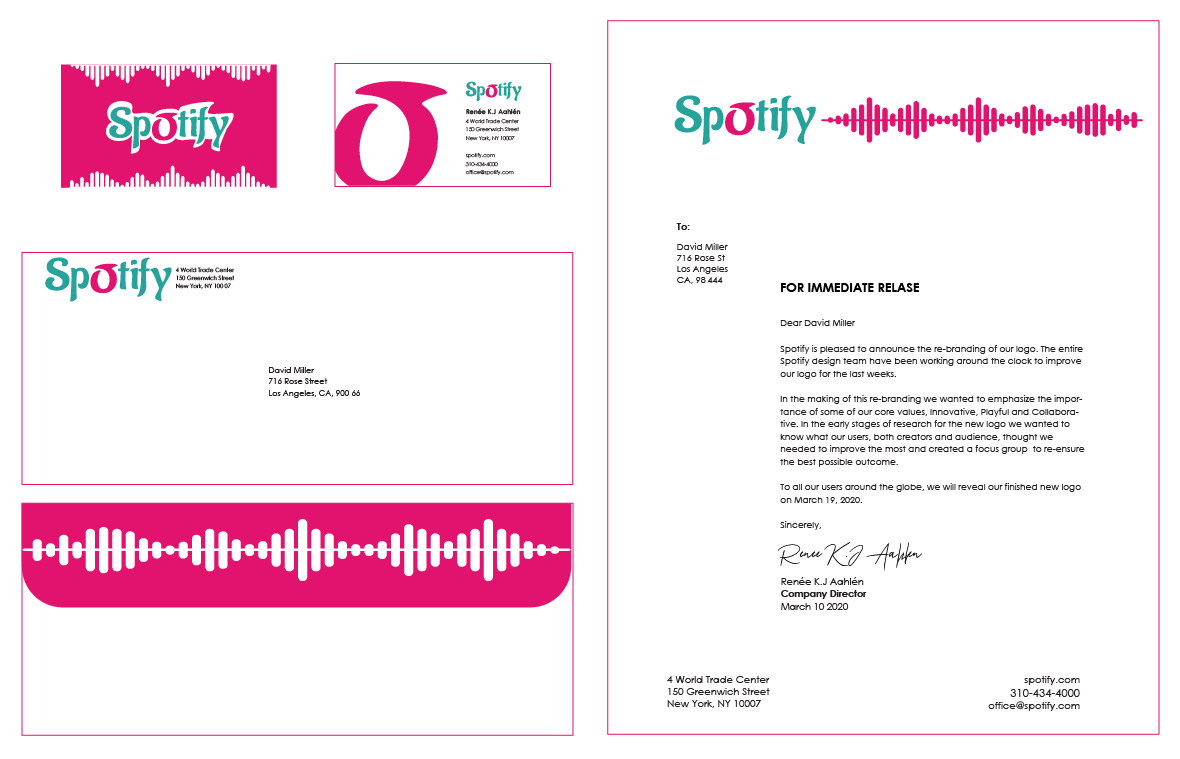 Spotify
Spotify
Renée K.J Aahlén
4 World Trade Center
150 Greenwich Street
New York, NY 10007
spotify.com
310-434-4000
office@spotify.com
Spotify
4 World Trade Center
150 Greenwich Street
New York, NY 100 07
David Miller
716 Rose Street
Los Angeles, CA, 900 66
Spotify
To:
David Miller
716 Rose St
Los Angeles
CA, 98 444
FOR IMMEDIATE RELASE
Dear David Miller
Spotify is pleased to announce the re-branding of our logo. The entire
Spotify design team have been working around the clock to improve
our logo for the last weeks.
In the making of this re-branding we wanted to emphasize the impor-
tance of some of our core values, Innovative, Playful and Collabora-
tive. In the early stages of research for the new logo we wanted to
know what our users, both creators and audience, thought we
needed to improve the most and created a focus group to re-ensure
the best possible outcome.
To all our users around the globe, we will reveal our finished new logo
on March 19, 2020.
Sincerely,
Renee K.J Aahlen
Renée K.J Aahlén
Company Director
March 10 2020
4 World Trade Center
150 Greenwich Street
New York, NY 10007
spotify.com
310-434-4000
office@spotify.com